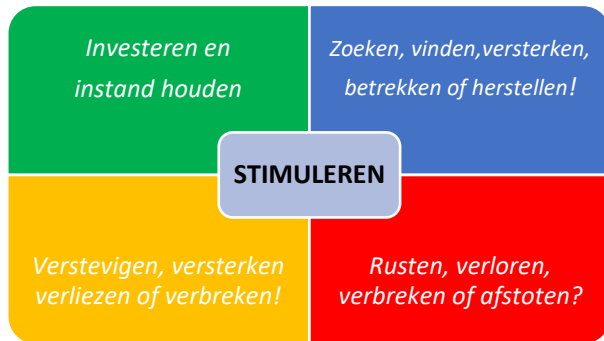 Investeren en
instand houden
Zoeken, vinden,versterken,
betrekken of herstellen!
STIMULEREN
Verstevigen, versterken
verliezen of verbreken!
Rusten, verloren,
verbreken of afstoten?